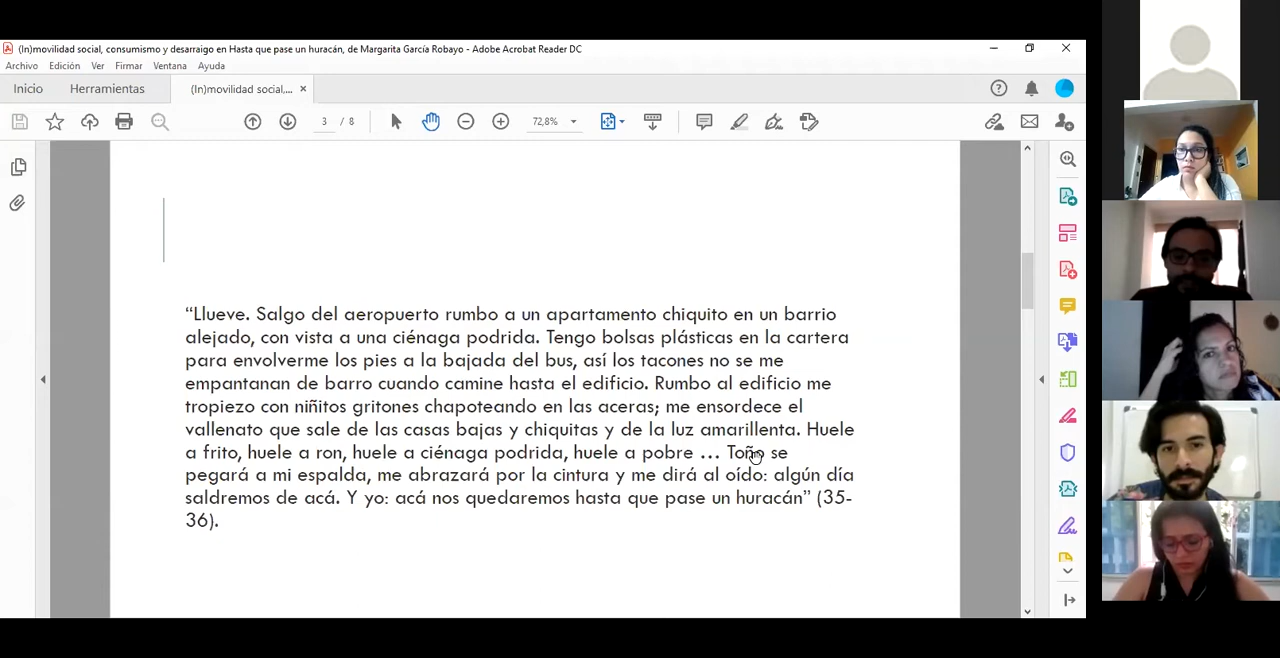 (In)movilidad social, consumismo y desarraigo en Hasta que pase un huracán, de Margarita García Robayo - Adobe Acrobat Reader DC
Archivo Edición Ver Firmar Ventana Ayuda
Inicio Herramientas (In)movilidad social,... ×
3 / 8 72,8%
“Llueve. Salgo del aeropuerto rumbo a un apartamento chiquito en un barrio
alejado, con vista a una ciénaga podrida. Tengo bolsas plásticas en la cartera
para envolverme los pies a la bajada del bus, así los tacones no se me
empantanan de barro cuando camine hasta el edificio. Rumbo al edificio me
tropiezo con niñitos gritones chapoteando en las aceras; me ensordece el
vallenato que sale de las casas bajas y chiquitas y de la luz amarillenta. Huele
a frito, huele a ron, huele a ciénaga podrida, huele a pobre … Toño se
pegará a mi espalda, me abrazará por la cintura y me dirá al oído: algún día
saldremos de acá. Y yo: acá nos quedaremos hasta que pase un huracán” (35-
36).